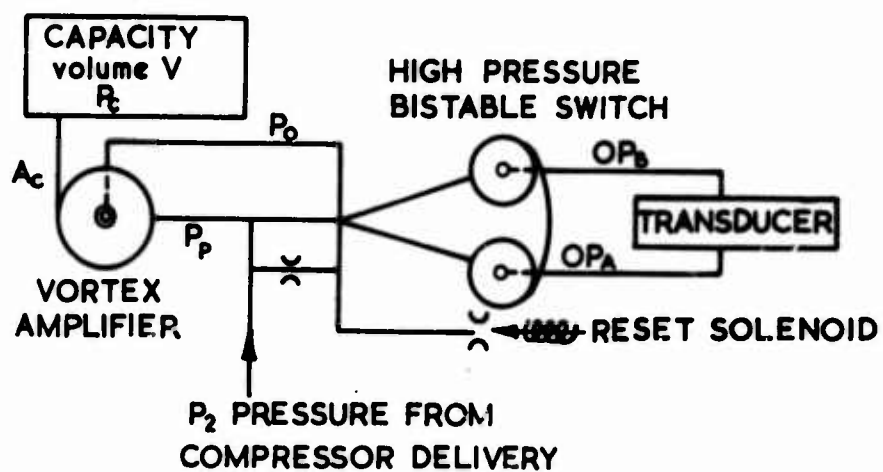 CAPACITY
volume V
Pc
HIGH PRESSURE
BISTABLE SWITCH
Po
Ac
OPB
TRANSDUCER
Pp
OPA
VORTEX
AMPLIFIER
RESET SOLENOID
P2 PRESSURE FROM
COMPRESSOR DELIVERY